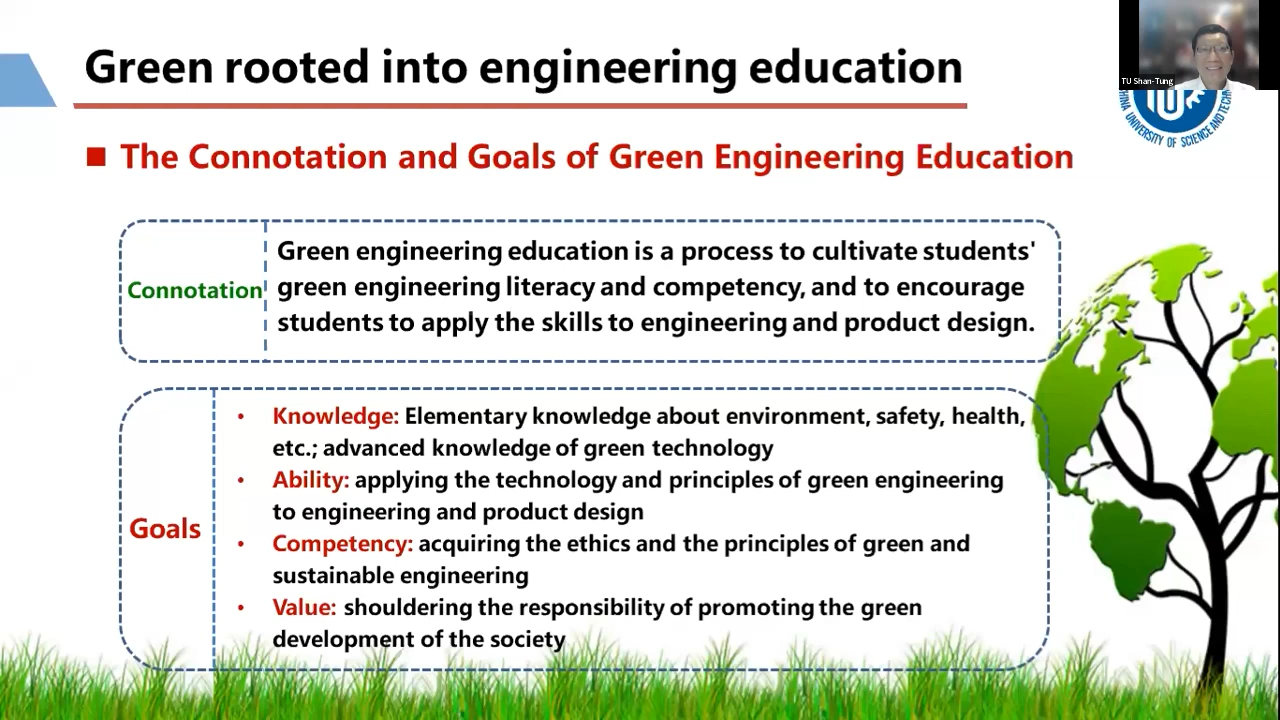 Green rooted into engineering education
TU Shan-Tung
UNIVERSITY OF SCIENCE AND
The Connotation and Goals of Green Engineering Education
Connotation
Green engineering education is a process to cultivate students'
green engineering literacy and competency, and to encourage
students to apply the skills to engineering and product design.
Goals
• Knowledge: Elementary knowledge about environment, safety, health,
etc.; advanced knowledge of green technology
• Ability: applying the technology and principles of green engineering
to engineering and product design
• Competency: acquiring the ethics and the principles of green and
sustainable engineering
• Value: shouldering the responsibility of promoting the green
development of the society